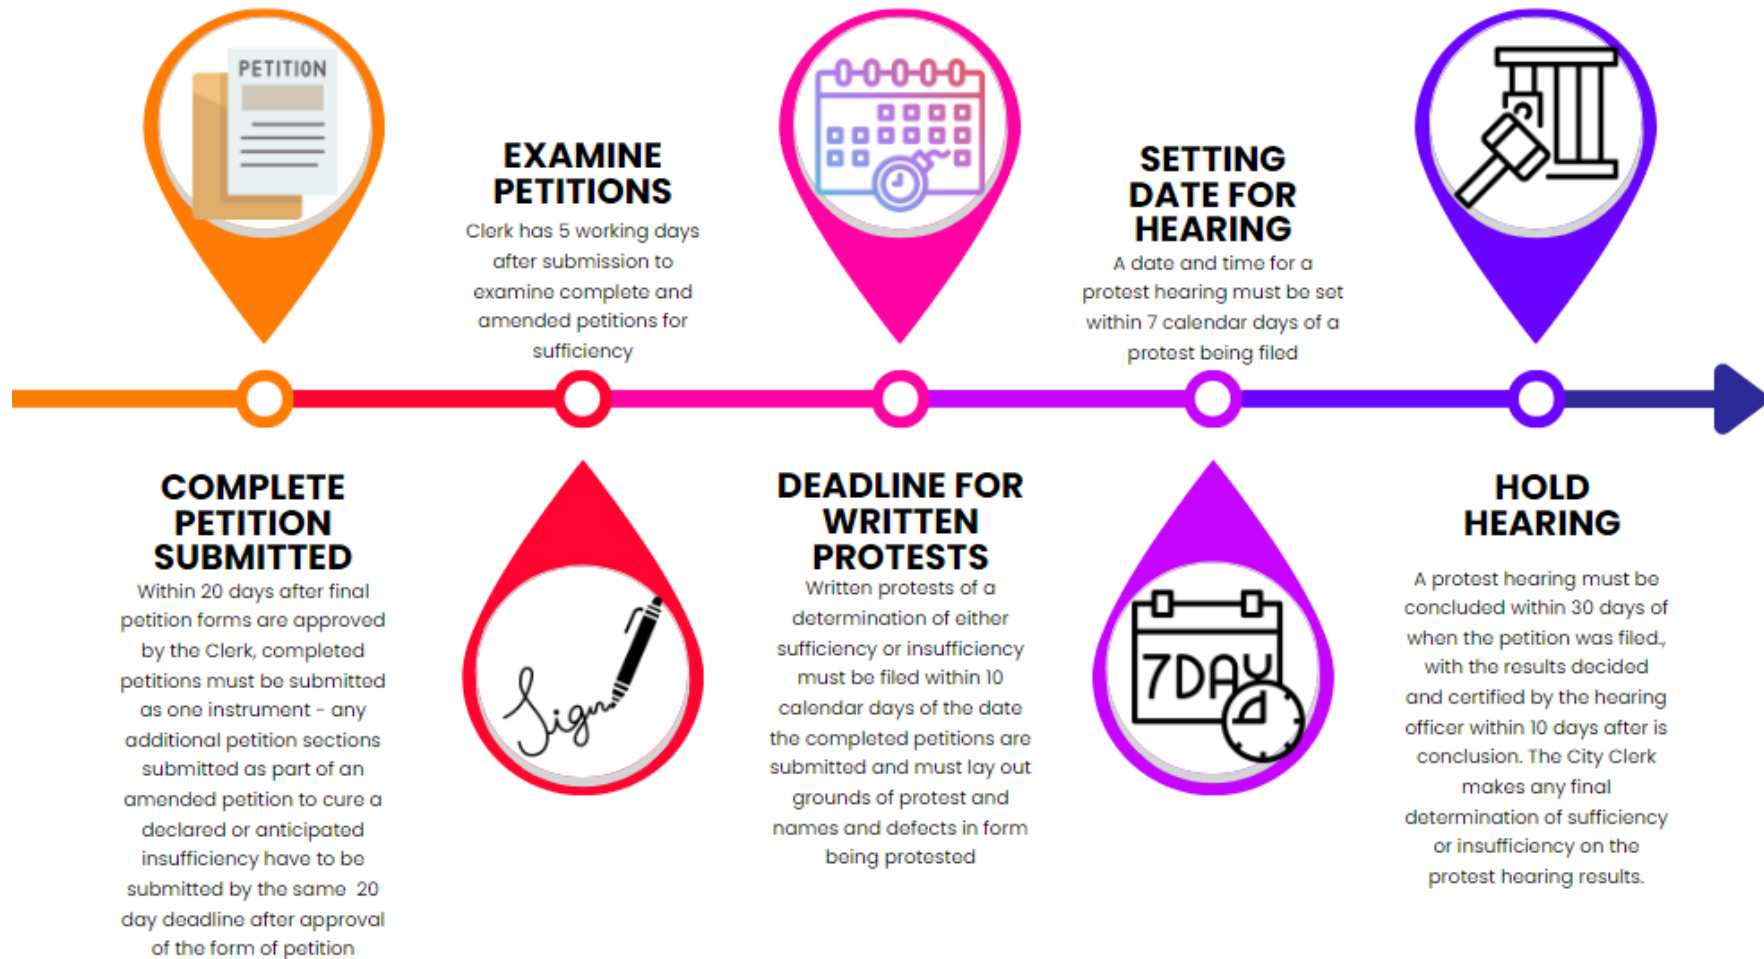 PETITION
COMPLETE
PETITION
SUBMITTED
Within 20 days after final
petition forms are approved
by the Clerk, completed
petitions must be submitted
as one instrument - any
additional petition sections
submitted as part of an
amended petition to cure a
declared or anticipated
insufficiency have to be
submitted by the same 20
day deadline after approval
of the form of petition
EXAMINE
PETITIONS
Clerk has 5 working days
after submission to
examine complete and
amended petitions for
sufficiency
Sign
DEADLINE FOR
WRITTEN
PROTESTS
Written protests of a
determination of either
sufficiency or insufficiency
must be filed within 10
calendar days of the date
the completed petitions are
submitted and must lay out
grounds of protest and
names and defects in form
being protested
SETTING
DATE FOR
HEARING
A date and time for a
protest hearing must be set
within 7 calendar days of a
protest being filed
7DAY
HOLD
HEARING
A protest hearing must be
concluded within 30 days of
when the petition was filed.,
with the results decided
and certified by the hearing
officer within 10 days after is
conclusion. The City Clerk
makes any final
determination of sufficiency
or insufficiency on the
protest hearing results.